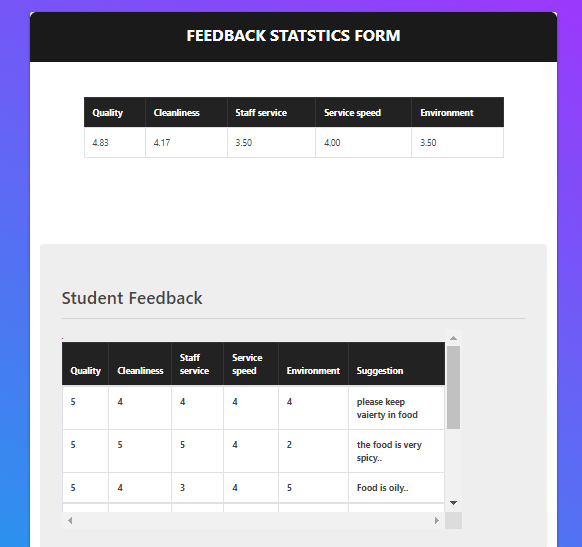 FEEDBACK STATSTICS FORM
Quality Cleanliness Staff service Service speed Environment
4.83 4.17 3.50 4.00 3.50
Student Feedback
.
Quality Cleanliness Staff service Service speed Environment Suggestion
5 4 4 4 4 please keep
vaierty in food
5 5 5 4 2 the food is very
spicy..
5 4 3 4 5 Food is oily..